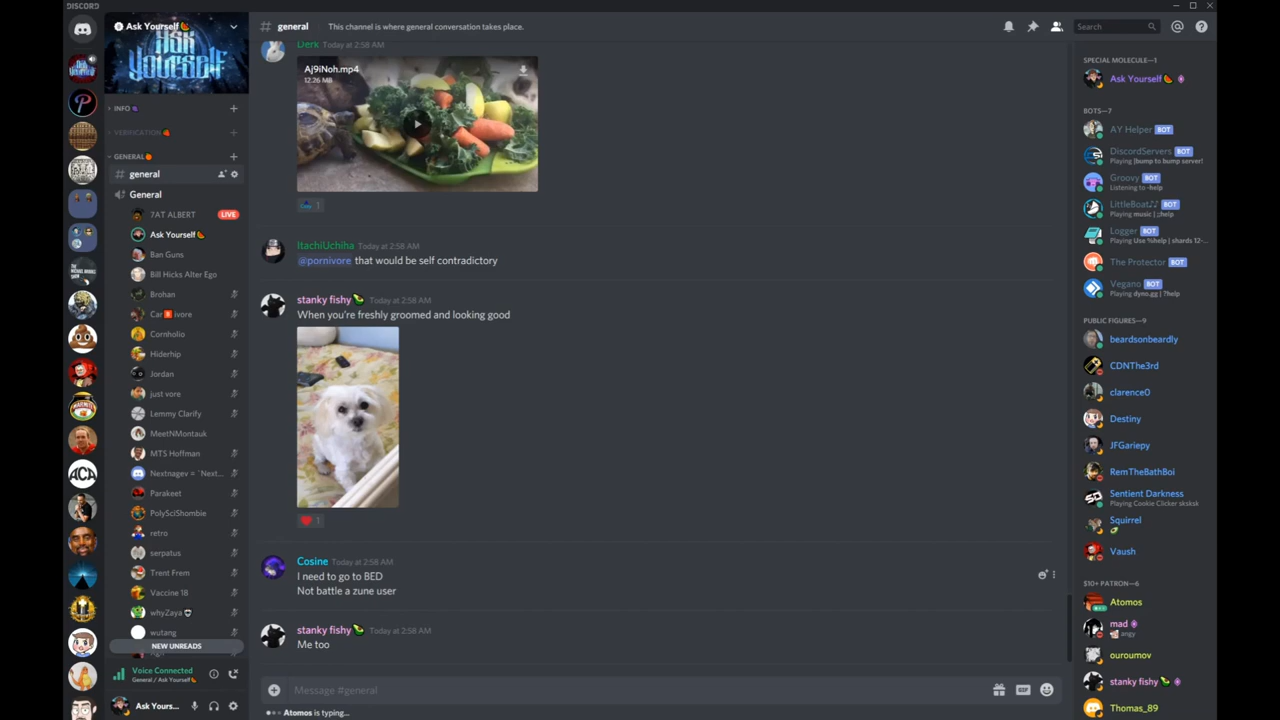 DISCORD
Ask Yourself
ASK
YOURSELF
INFO
VERIFICATION
GENERAL
general
General
7AT ALBERT
LIVE
Ask Yourself
Ban Guns
Bill Hicks Alter Ego
Brohan
Car ivore
Cornholio
Hiderhip
Jordan
just vore
Lemmy Clarify
MeetNMontauk
MTS Hoffman
Nextnagev = `Next...
Parakeet
PolySciShombie
retro
serpatus
Trent Frem
Vaccine 18
whyZaya
wutang
NEW UNREADS
Voice Connected
General / Ask Yourself
Ask Yours...
# general
This channel is where general conversation takes place.
Search
Derk Today at 2:58 AM
Aj9iNoh.mp4
12.26 MB
1
ItachiUchiha Today at 2:58 AM
@pornivore that would be self contradictory
stanky fishy Today at 2:58 AM
When you're freshly groomed and looking good
1
Cosine Today at 2:58 AM
I need to go to BED
Not battle a zune user
stanky fishy Today at 2:58 AM
Me too
Message #general
GIF
Atomos is typing...
SPECIAL MOLECULE—1
Ask Yourself
BOTS—7
AY Helper BOT
DiscordServers BOT
Playing !bump to bump server!
Groovy BOT
Listening to -help
LittleBoat♪♪ BOT
Playing music | ;;help
Logger BOT
Playing Use %help | shards 12-...
The Protector BOT
Vegano BOT
Playing dyno.gg | ?help
PUBLIC FIGURES—9
beardsonbeardly
CDNThe3rd
clarence0
Destiny
JFGariepy
RemTheBathBoi
Sentient Darkness
Playing Cookie Clicker sksksk
Squirrel
Vaush
$10+ PATRON—6
Atomos
mad
angy
ouroumov
stanky fishy
Thomas_89
ACA